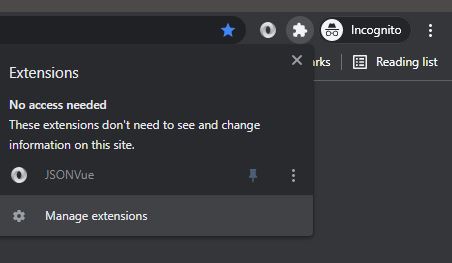 Incognito
Extensions
rks
Reading list
No access needed
These extensions don't need to see and change
information on this site.
JSONVue
Manage extensions